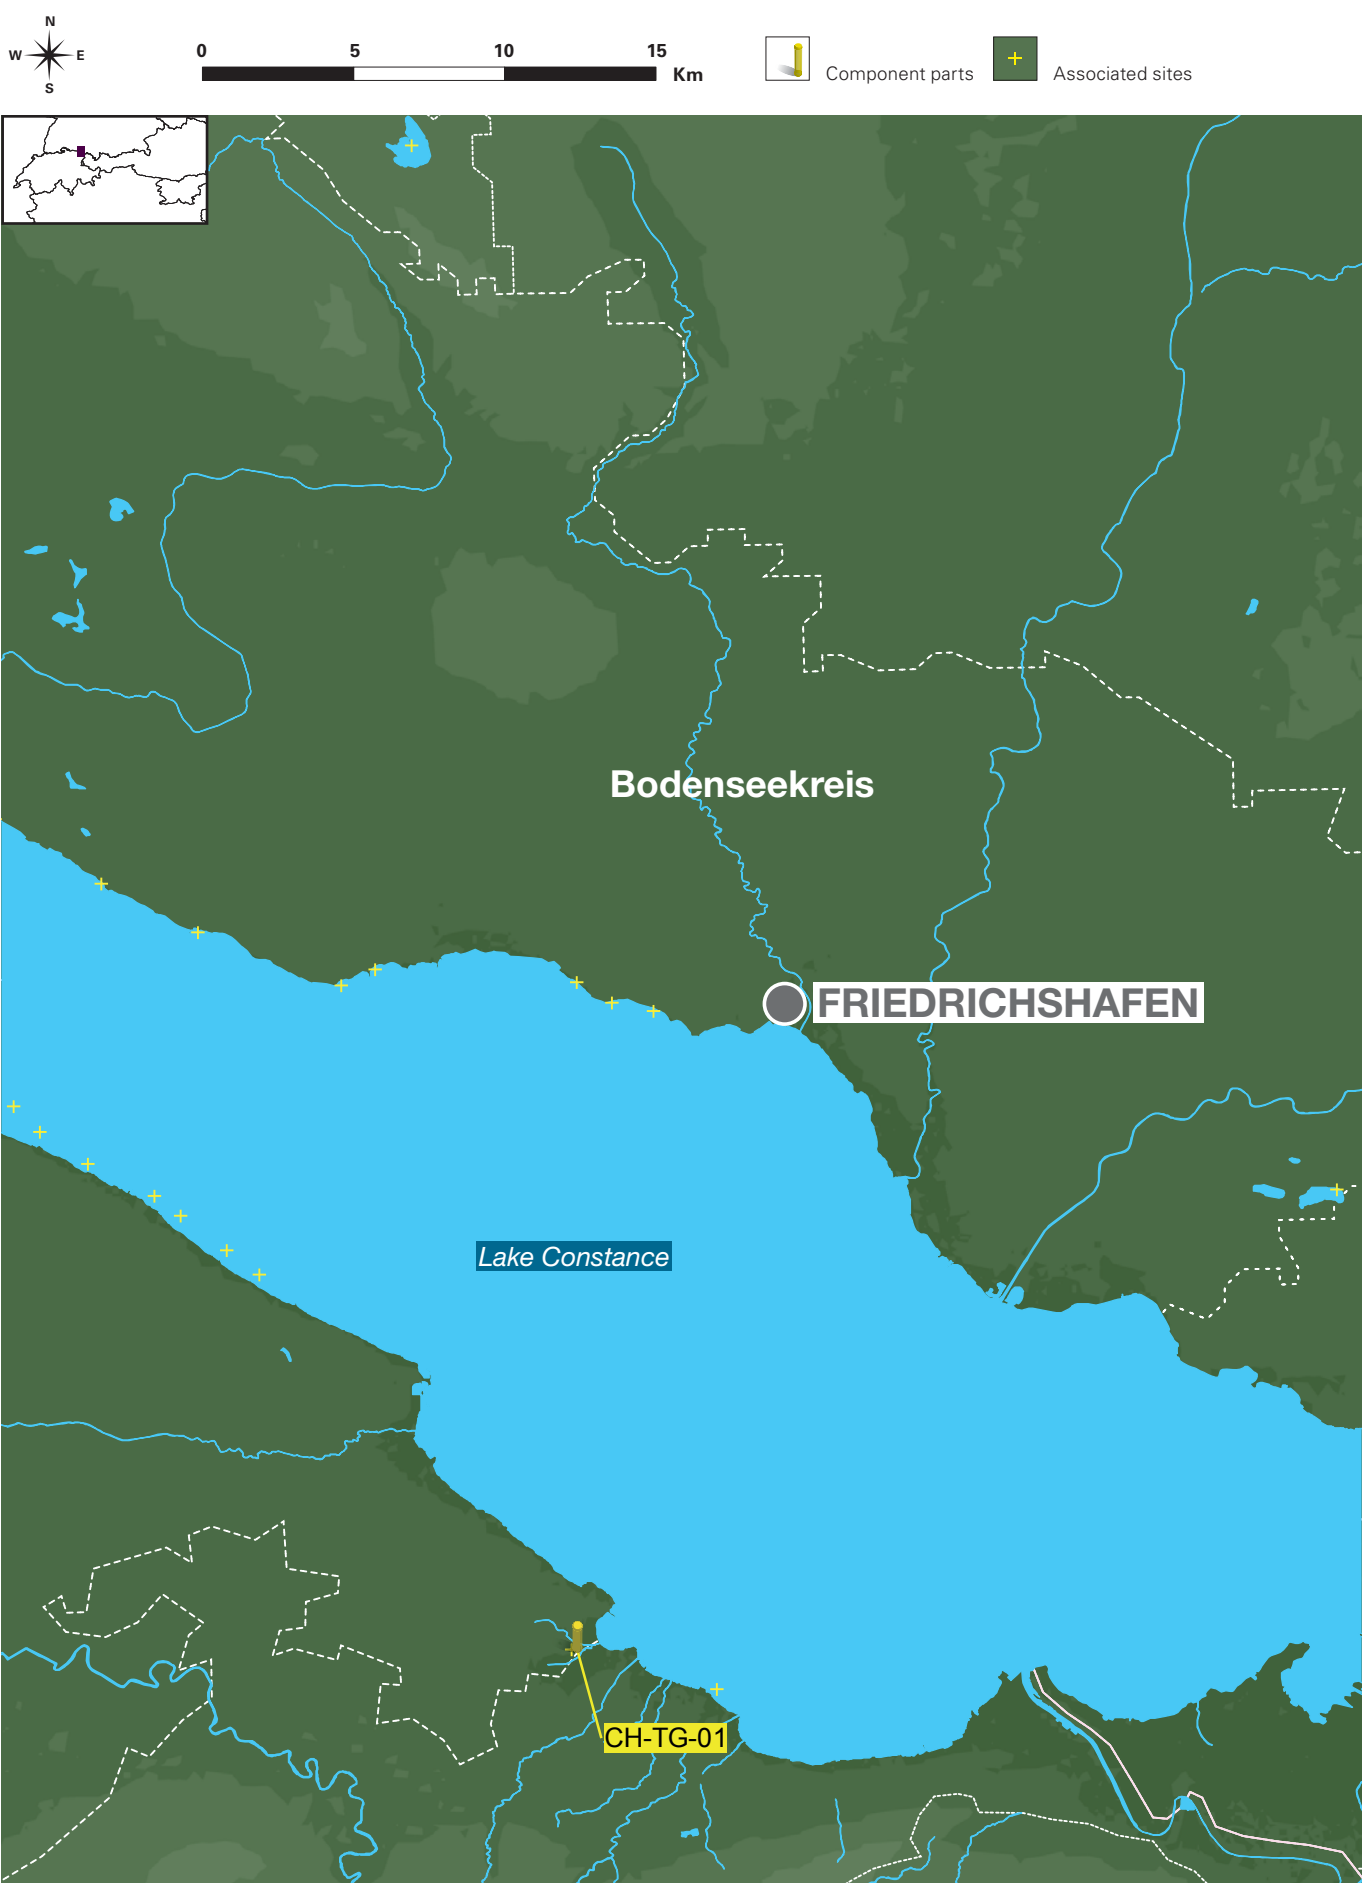 N
W E
S
0 5 10 15
Km
Component parts
Associated sites
Bodenseekreis
FRIEDRICHSHAFEN
Lake Constance
CH-TG-01